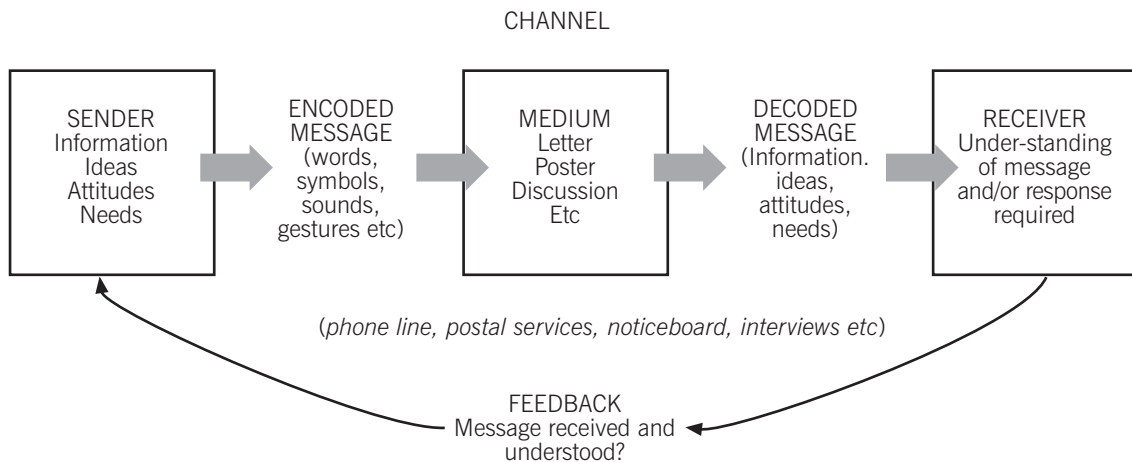 CHANNEL
SENDER
Information
Ideas
Attitudes
Needs
ENCODED
MESSAGE
(words,
symbols,
sounds,
gestures etc)
MEDIUM
Letter
Poster
Discussion
Etc
DECODED
MESSAGE
(Information.
ideas,
attitudes,
needs)
RECEIVER
Under-standing
of message
and/or response
required
(phone line, postal services, noticeboard, interviews etc)
FEEDBACK
Message received and
understood?